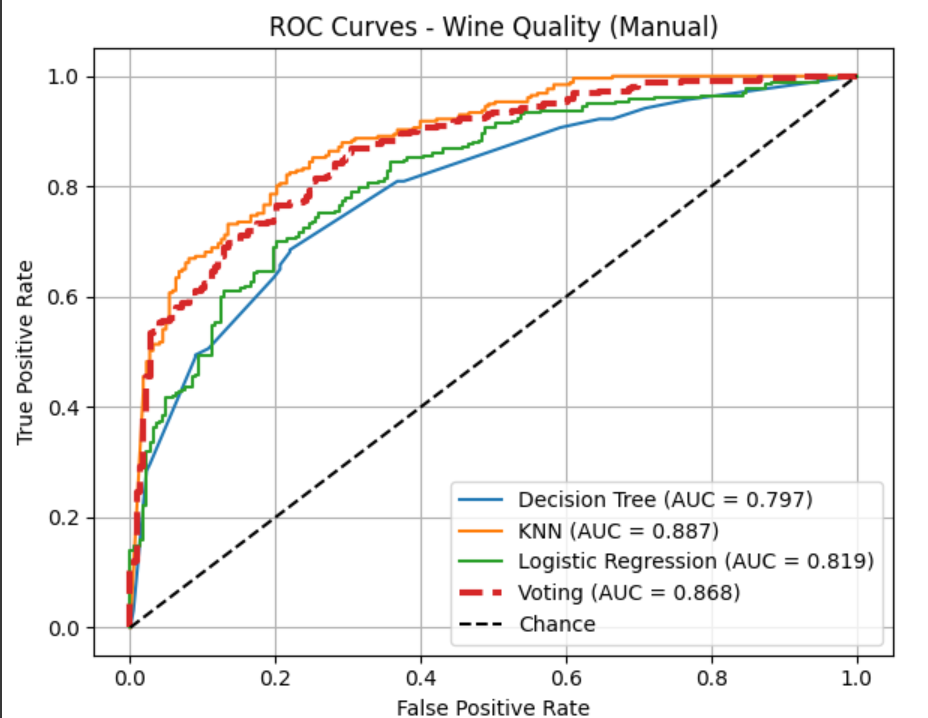 ROC Curves - Wine Quality (Manual)
True Positive Rate
1.0
0.8
0.6
0.4
0.2
0.0
Decision Tree (AUC = 0.797)
KNN (AUC = 0.887)
Logistic Regression (AUC = 0.819)
Voting (AUC = 0.868)
Chance
0.0 0.2 0.4 0.6 0.8 1.0
False Positive Rate